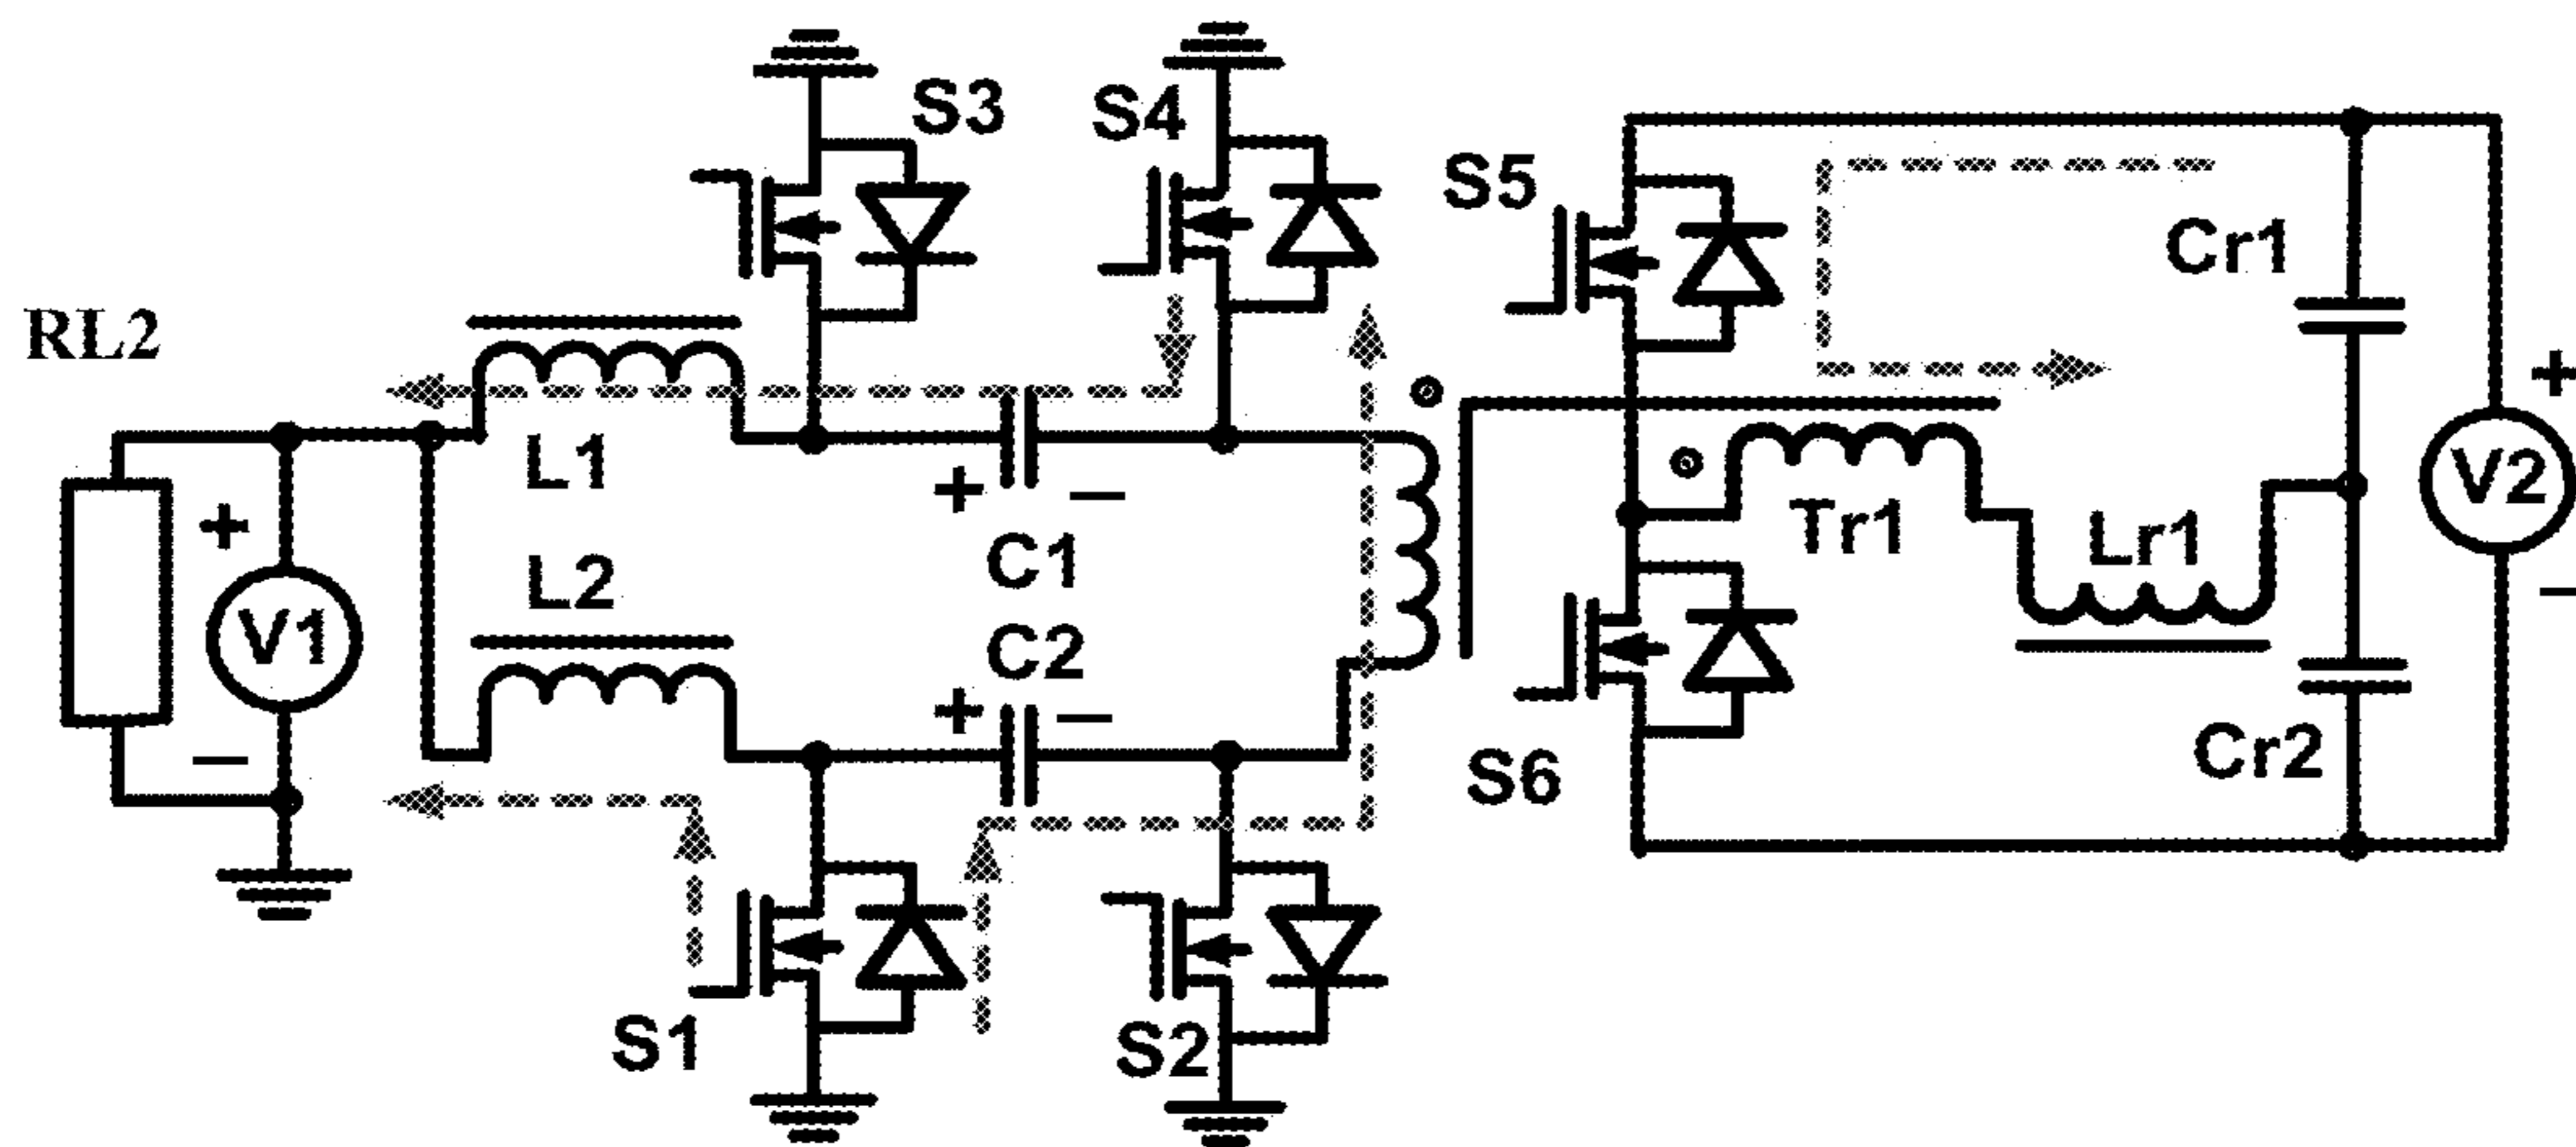 S3
S4
S5
Cr1
RL2
+
L1
+
−
V2
+
V1
L2
C1
C2
Tr1
Lr1
−
+
−
−
S6
Cr2
S1
S2